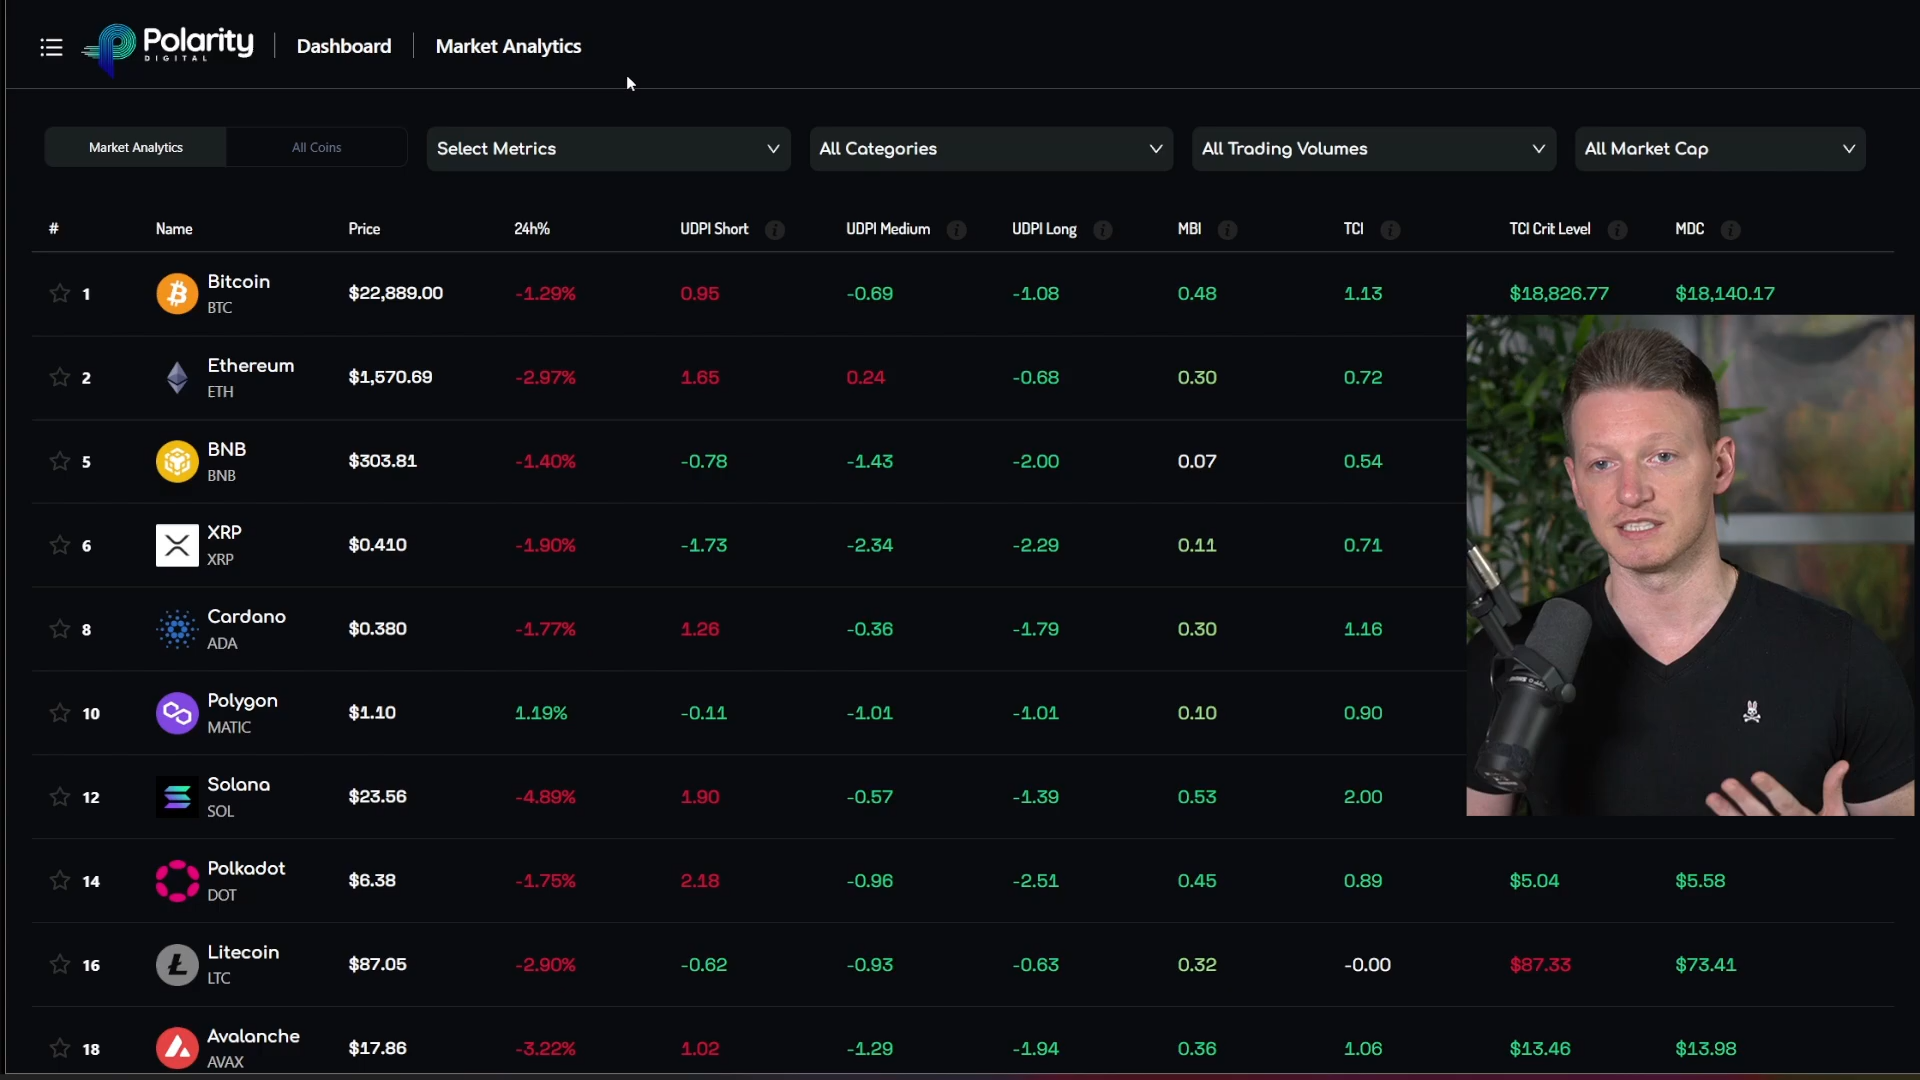 Polarity
DIGITAL
Dashboard
Market Analytics
Market Analytics
All Coins
Select Metrics
All Categories
All Trading Volumes
All Market Cap
# Name Price 24h% UDPI Short UDPI Medium UDPI Long MBI TCI TCI Crit Level MDC
1 Bitcoin BTC $22,889.00 -1.29% 0.95 -0.69 -1.08 0.48 1.13 $18,826.77 $18,140.17
2 Ethereum ETH $1,570.69 -2.97% 1.65 0.24 -0.68 0.30 0.72
5 BNB BNB $303.81 -1.40% -0.78 -1.43 -2.00 0.07 0.54
6 XRP XRP $0.410 -1.90% -1.73 -2.34 -2.29 0.11 0.71
8 Cardano ADA $0.380 -1.77% 1.26 -0.36 -1.79 0.30 1.16
10 Polygon MATIC $1.10 1.19% -0.11 -1.01 -1.01 0.10 0.90
12 Solana SOL $23.56 -4.89% 1.90 -0.57 -1.39 0.53 2.00
14 Polkadot DOT $6.38 -1.75% 2.18 -0.96 -2.51 0.45 0.89 $5.04 $5.58
16 Litecoin LTC $87.05 -2.90% -0.62 -0.93 -0.63 0.32 -0.00 $87.33 $73.41
18 Avalanche AVAX $17.86 -3.22% 1.02 -1.29 -1.94 0.36 1.06 $13.46 $13.98